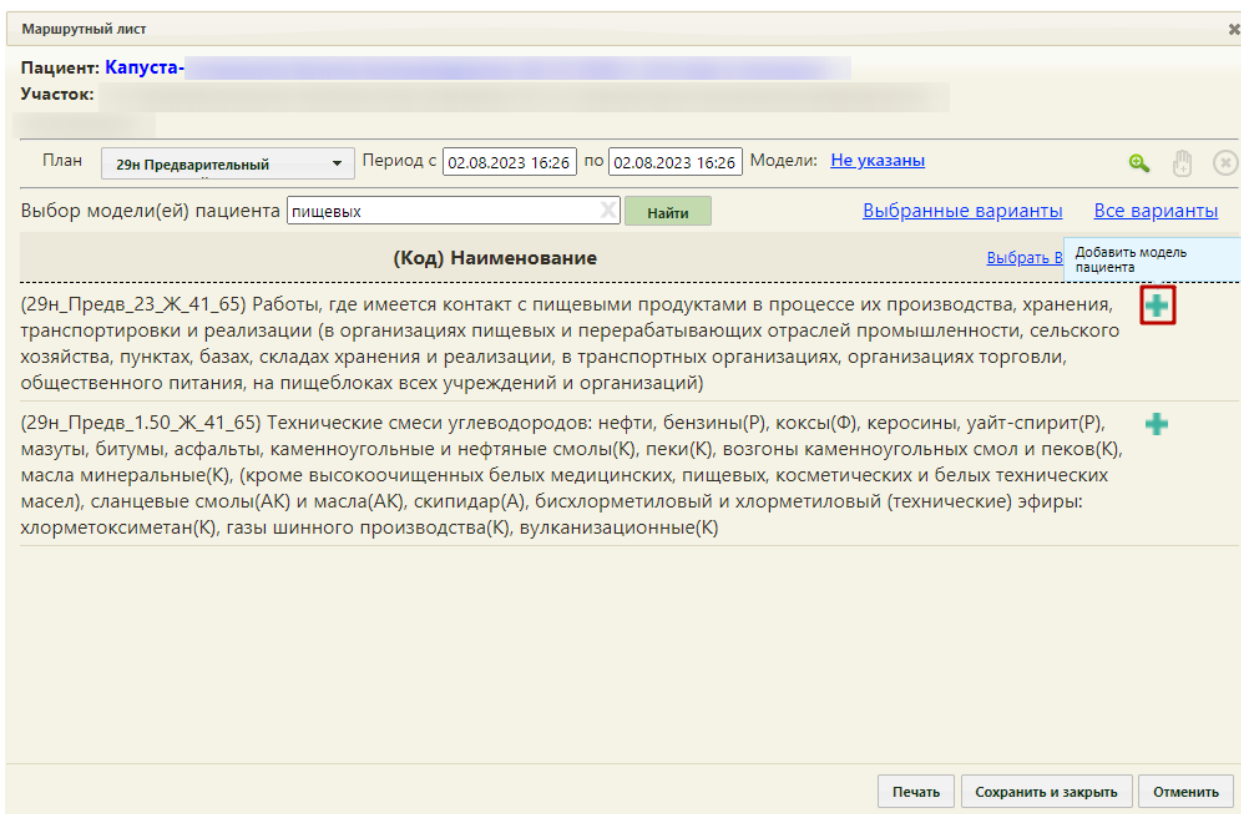 Маршрутный лист
Пациент: Капуста-
Участок:
План 29н Предварительный Период с 02.08.2023 16:26 по 02.08.2023 16:26 Модели: Не указаны
Выбор модели(ей) пациента пищевых X Найти Выбранные варианты Все варианты
(Код) Наименование Выбрать В
Добавить модель
пациента
(29н_Предв_23_Ж_41_65) Работы, где имеется контакт с пищевыми продуктами в процессе их производства, хранения,
транспортировки и реализации (в организациях пищевых и перерабатывающих отраслей промышленности, сельского
хозяйства, пунктах, базах, складах хранения и реализации, в транспортных организациях, организациях торговли,
общественного питания, на пищеблоках всех учреждений и организаций)
(29н_Предв_1.50_Ж_41_65) Технические смеси углеводородов: нефти, бензины(Р), коксы(Ф), керосины, уайт-спирит(Р),
мазуты, битумы, асфальты, каменноугольные и нефтяные смолы(К), пеки(К), возгоны каменноугольных смол и пеков(К),
масла минеральные(К), (кроме высокоочищенных белых медицинских, пищевых, косметических и белых технических
масел), сланцевые смолы(АК) и масла(АК), скипидар(А), бисхлорметиловый и хлорметиловый (технические) эфиры:
хлорметоксиметан(К), газы шинного производства(К), вулканизационные(К)
Печать Сохранить и закрыть Отменить